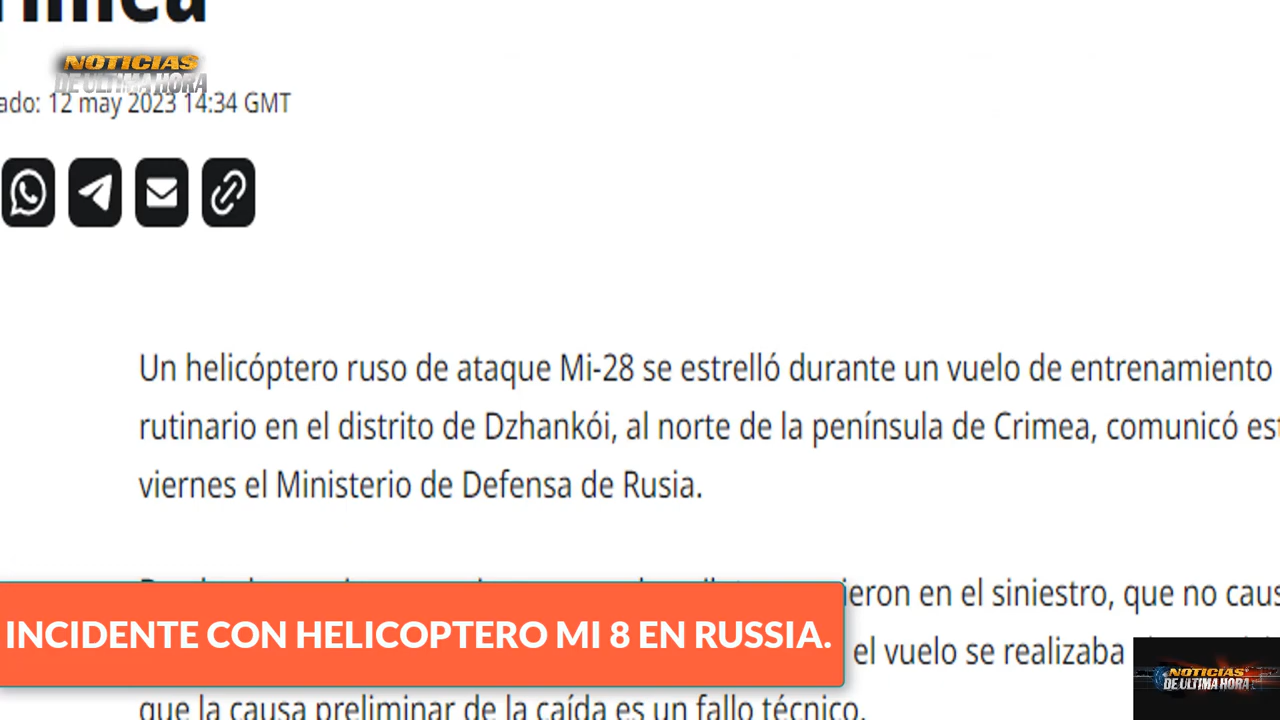 NOTICIAS
DE ULTIMA HORA
ado: 12 may 2023 14:34 GMT
Un helicóptero ruso de ataque Mi-28 se estrelló durante un vuelo de entrenamiento
rutinario en el distrito de Dzhankói, al norte de la península de Crimea, comunicó est
viernes el Ministerio de Defensa de Rusia.
ieron en el siniestro, que no caus
INCIDENTE CON HELICOPTERO MI 8 EN RUSSIA.
el vuelo se realizaba
NOTICIAS
DE ULTIMA HORA
que la causa preliminar de la caída es un fallo técnico.